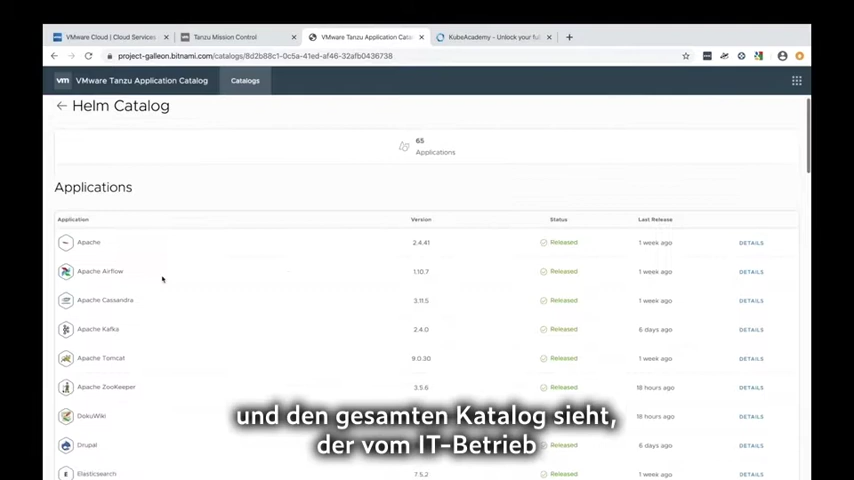 VMware Cloud | Cloud Services
Tanzu Mission Control
VMware Tanzu Application Catal
KubeAcademy - Unlock your ful
project-galleon.bitnami.com/catalogs/8d2b88c1-0c5a-41ed-af46-32afb0436738
vm VMware Tanzu Application Catalog Catalogs
Helm Catalog
65
Applications
Applications
Application Version Status Last Release
Apache 2.4.41 Released 1 week ago DETAILS
Apache Airflow 1.10.7 Released 1 week ago DETAILS
Apache Cassandra 3.11.5 Released 1 week ago DETAILS
Apache Kafka 2.4.0 Released 6 days ago DETAILS
Apache Tomcat 9.0.30 Released 1 week ago DETAILS
Apache ZooKeeper 3.5.6 Released 18 hours ago DETAILS
DokuWiki 18 hours ago DETAILS
und den gesamten Katalog sieht,
Drupal 6 days ago DETAILS
der vom IT-Betrieb
Elasticsearch 7.5.2 Released 1 week ago DETAILS